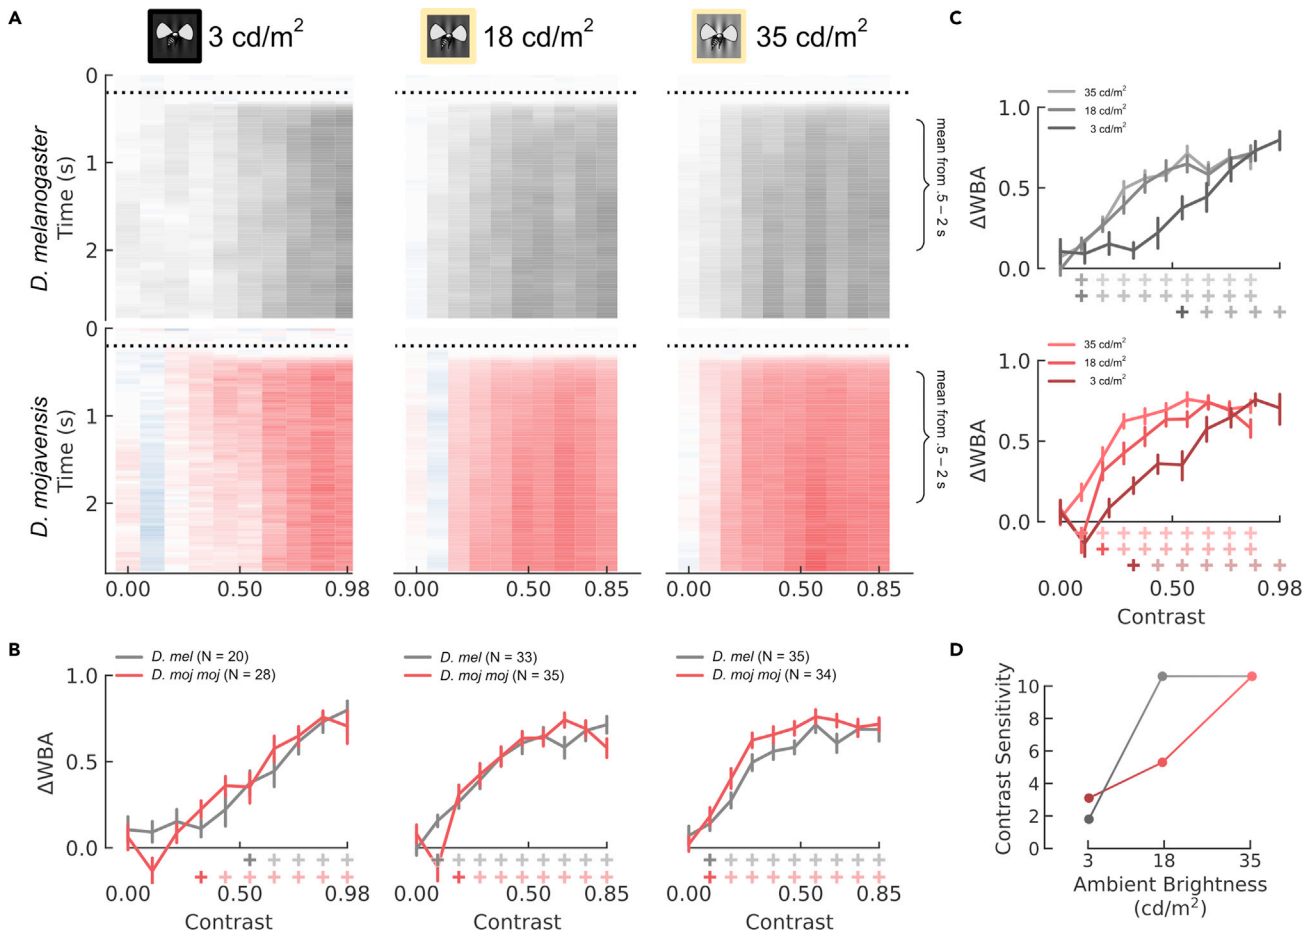 A
3 cd/m²
18 cd/m²
35 cd/m²
D. melanogaster
Time (s)
0
1
2
mean from .5 – 2 s
D. mojavensis
Time (s)
0
1
2
mean from .5 – 2 s
0.00 0.50 0.98
0.00 0.50 0.85
0.00 0.50 0.85
B
D. mel (N = 20)
D. moj moj (N = 28)
D. mel (N = 33)
D. moj moj (N = 35)
D. mel (N = 35)
D. moj moj (N = 34)
ΔWBA
1.0
0.5
0.0
0.00 0.50 0.98
0.00 0.50 0.85
0.00 0.50 0.85
Contrast
Contrast
Contrast
C
35 cd/m²
18 cd/m²
3 cd/m²
ΔWBA
1.0
0.5
0.0
35 cd/m²
18 cd/m²
3 cd/m²
ΔWBA
1.0
0.5
0.0
0.00 0.50 0.98
Contrast
D
Contrast Sensitivity
10
8
6
4
2
0
3 18 35
Ambient Brightness
(cd/m²)